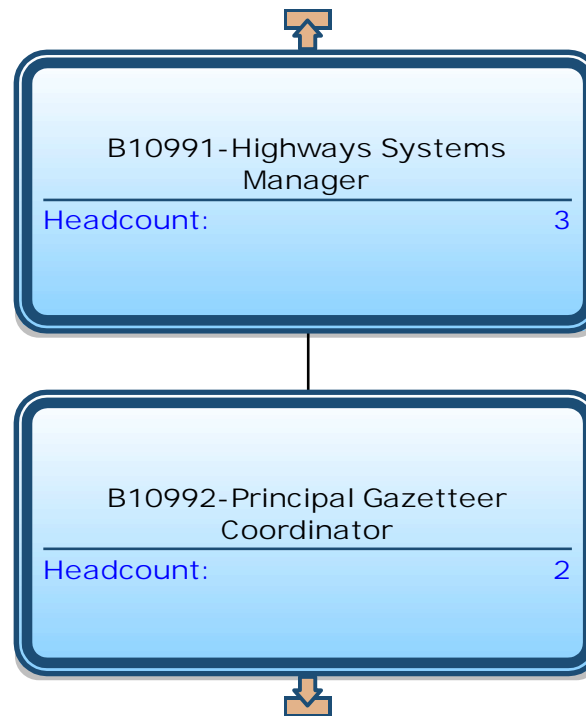 B10991-Highways Systems
Manager
Headcount: 3
B10992-Principal Gazetteer
Coordinator
Headcount: 2